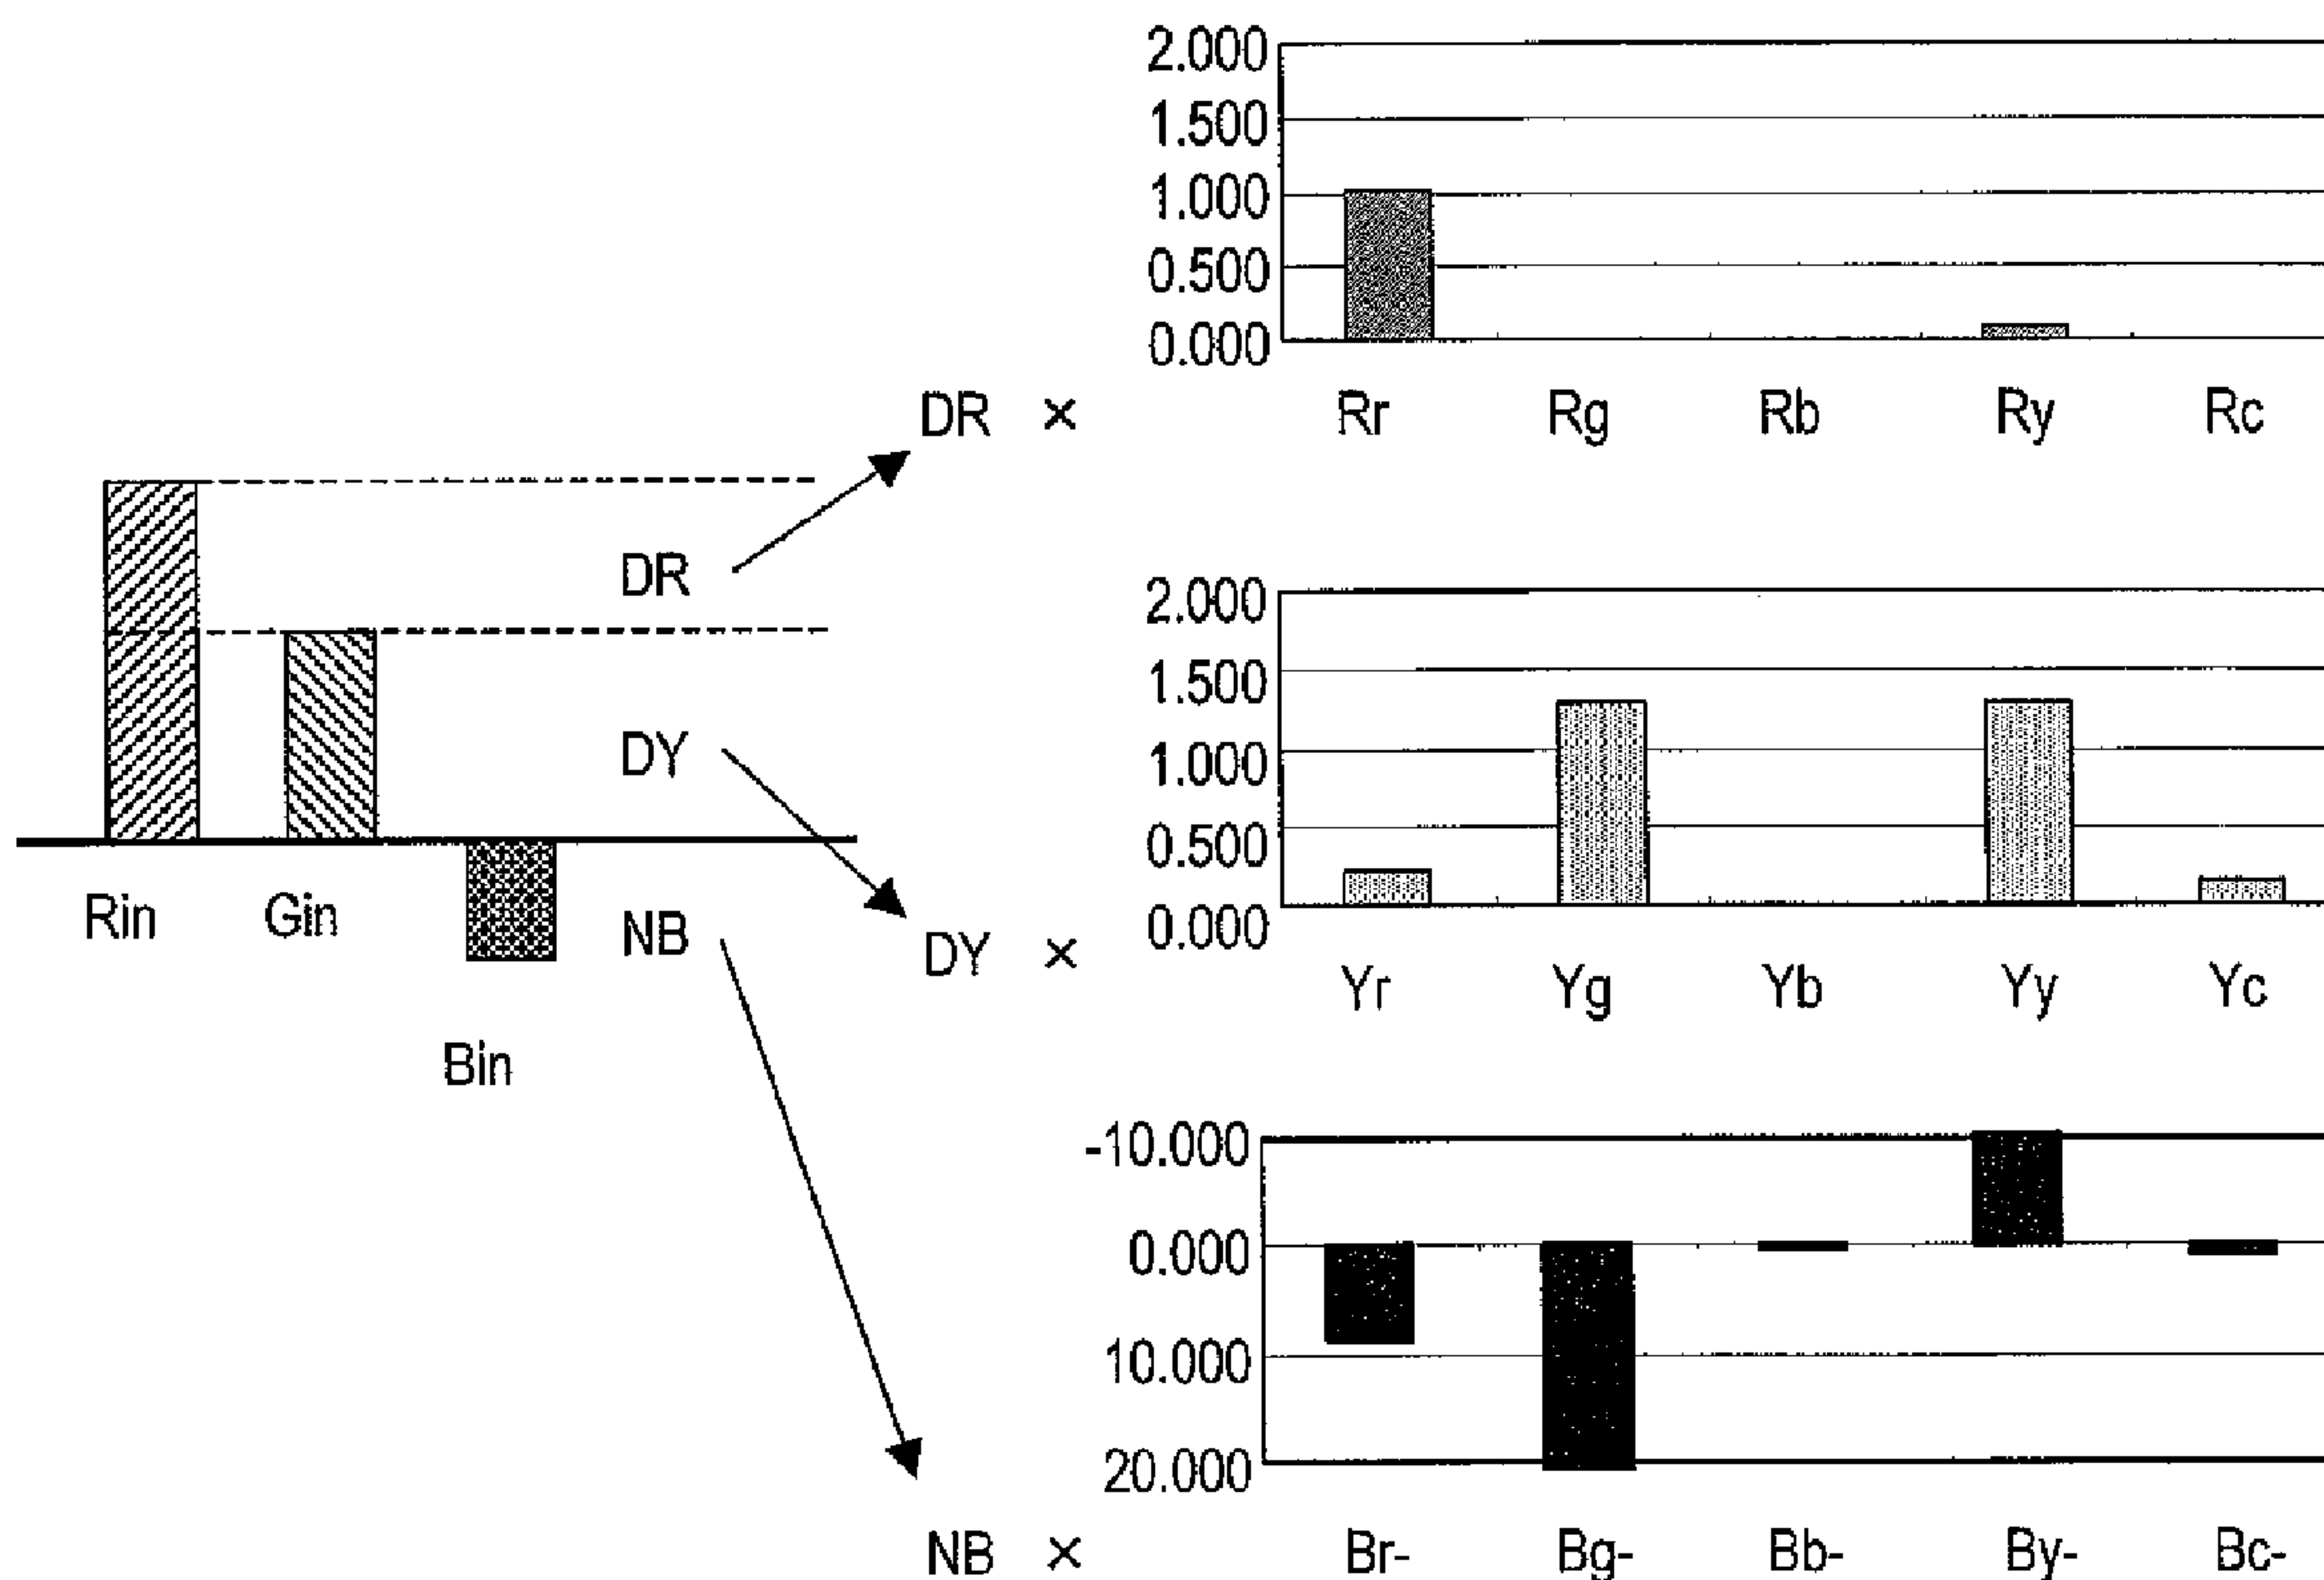 2.000
1.500
1.000
0.500
0.000
DR × Rr Rg Rb Ry Rc
DR
DY
NB
Rin Gin
Bin
2.000
1.500
1.000
0.500
0.000
DY × Yr Yg Yb Yy Yc
-10.000
0.000
10.000
20.000
NB × Br- Bg- Bb- By- Bc-